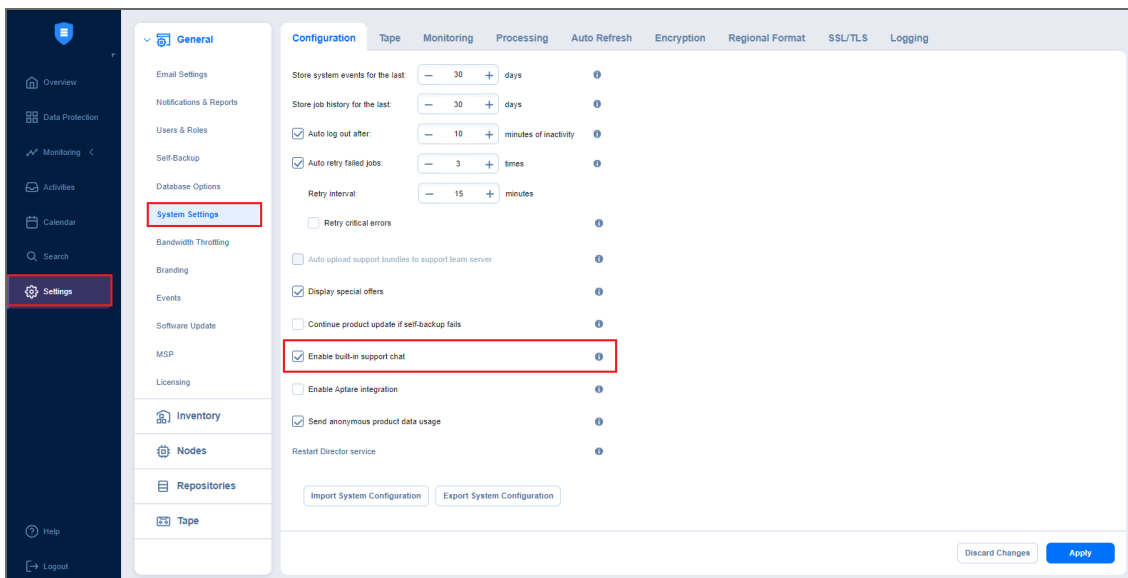 Overview
Data Protection
Monitoring
Activities
Calendar
Search
Settings
Help
Logout
General
Email Settings
Notifications & Reports
Users & Roles
Self-Backup
Database Options
System Settings
Bandwidth Throttling
Branding
Events
Software Update
MSP
Licensing
Inventory
Nodes
Repositories
Tape
Configuration Tape Monitoring Processing Auto Refresh Encryption Regional Format SSL/TLS Logging
Store system events for the last: − 30 + days
Store job history for the last: − 30 + days
Auto log out after: − 10 + minutes of inactivity
Auto retry failed jobs: − 3 + times
Retry interval: − 15 + minutes
Retry critical errors
Auto upload support bundles to support team server
Display special offers
Continue product update if self-backup fails
Enable built-in support chat
Enable Aptare integration
Send anonymous product data usage
Restart Director service
Import System Configuration Export System Configuration
Discard Changes Apply